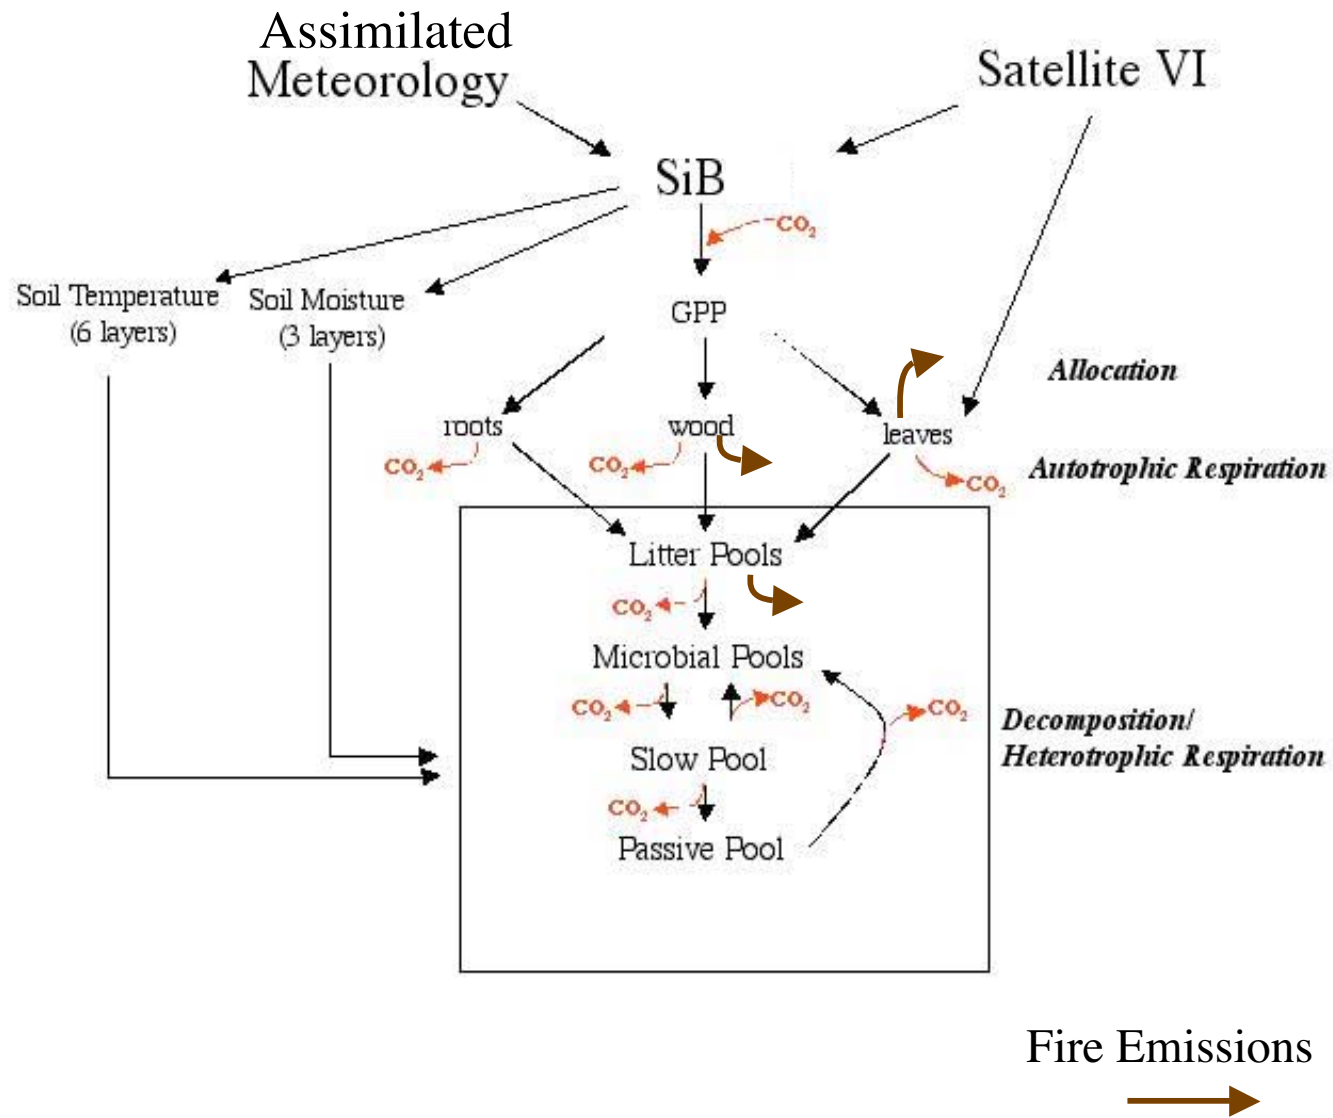 Assimilated
Meteorology
Satellite VI
SiB
CO₂
Soil Temperature
(6 layers)
Soil Moisture
(3 layers)
GPP
Allocation
roots
wood
leaves
CO₂
CO₂
CO₂
Autotrophic Respiration
Litter Pools
CO₂
Microbial Pools
CO₂
CO₂
CO₂
Decomposition/
Heterotrophic Respiration
Slow Pool
CO₂
Passive Pool
Fire Emissions